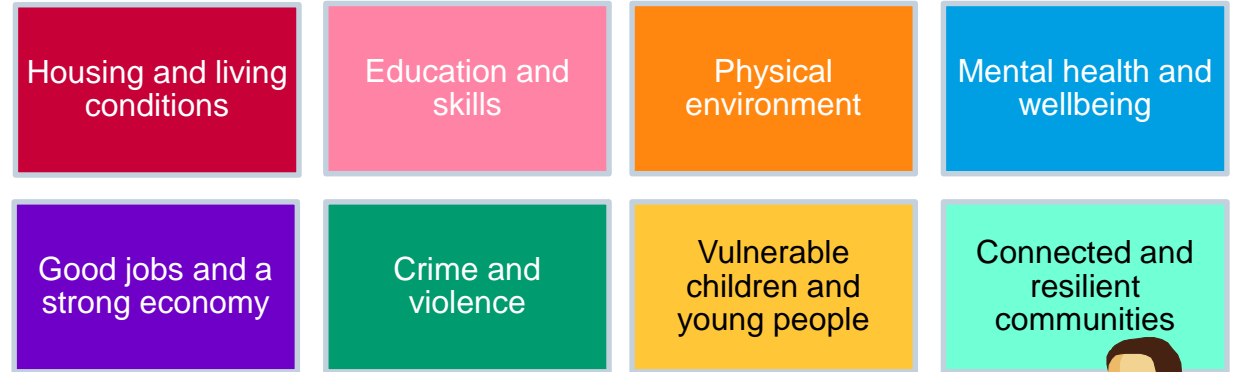 Housing and living
conditions
Education and
skills
Physical
environment
Mental health and
wellbeing
Good jobs and a
strong economy
Crime and
violence
Vulnerable
children and
young people
Connected and
resilient
communities